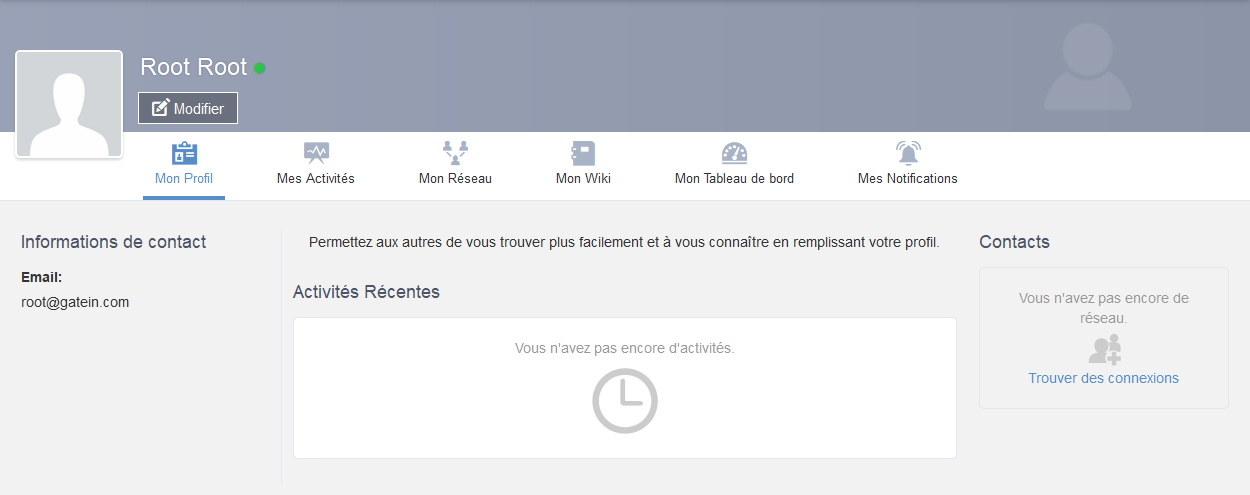 Root Root
Modifier
Mon Profil
Mes Activités
Mon Réseau
Mon Wiki
Mon Tableau de bord
Mes Notifications
Informations de contact
Email:
root@gatein.com
Permettez aux autres de vous trouver plus facilement et à vous connaître en remplissant votre profil.
Activités Récentes
Vous n'avez pas encore d'activités.
Contacts
Vous n'avez pas encore de
réseau.
Trouver des connexions